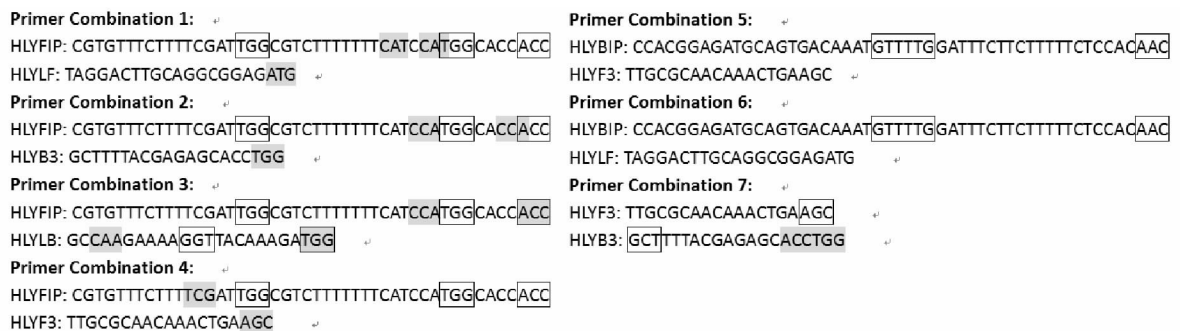 Primer Combination 1:
HLYFIP: CGTGTTTCTTTTCGATTGGCGTCTTTTTTTCATCCATGGCACCACC
HLYLF: TAGGACTTGCAGGCGGAGATG
Primer Combination 2:
HLYFIP: CGTGTTTCTTTTCGATTGGCGTCTTTTTTTCATCCATGGCACCACC
HLYB3: GCTTTTACGAGAGCACCTGG
Primer Combination 3:
HLYFIP: CGTGTTTCTTTTCGATTGGCGTCTTTTTTTCATCCATGGCACCACC
HLYLB: GCCAAGAAAAGGTTACAAAGATGG
Primer Combination 4:
HLYFIP: CGTGTTTCTTTTCGATTGGCGTCTTTTTTTCATCCATGGCACCACC
HLYF3: TTGCGCAACAAACTGAAGC
Primer Combination 5:
HLYBIP: CCACGGAGATGCAGTGACAAATGTTTTGGATTTCTTCTTTTTCTCCACAAC
HLYF3: TTGCGCAACAAACTGAAGC
Primer Combination 6:
HLYBIP: CCACGGAGATGCAGTGACAAATGTTTTGGATTTCTTCTTTTTCTCCACAAC
HLYLF: TAGGACTTGCAGGCGGAGATG
Primer Combination 7:
HLYF3: TTGCGCAACAAACTGAAGC
HLYB3: GCTTTTACGAGAGCACCTGG